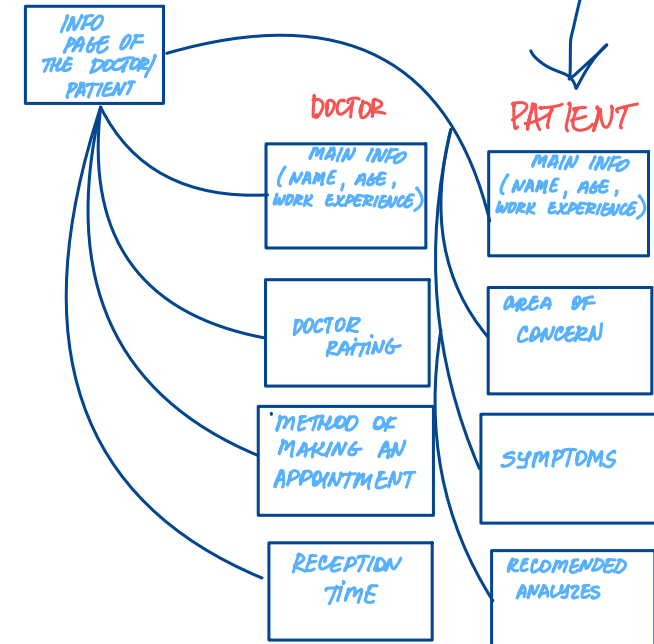 INFO
PAGE OF
THE DOCTOR/
PATIENT
DOCTOR
MAIN INFO
(NAME, AGE,
WORK EXPERIENCE)
DOCTOR
RAITING
METHOD OF
MAKING AN
APPOINTMENT
RECEPTION
TIME
PATIENT
MAIN INFO
(NAME, AGE,
WORK EXPERIENCE)
AREA OF
CONCERN
SYMPTOMS
RECOMENDED
ANALYZES